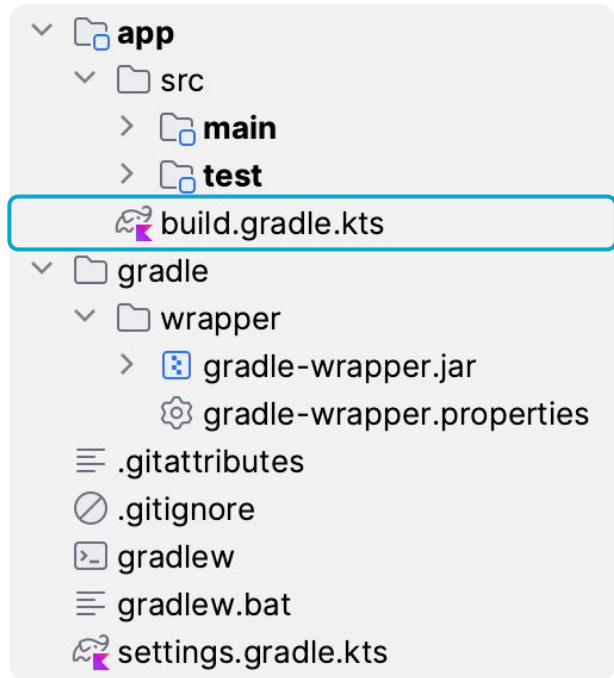 app
src
main
test
build.gradle.kts
gradle
wrapper
gradle-wrapper.jar
gradle-wrapper.properties
.gitattributes
.gitignore
gradlew
gradlew.bat
settings.gradle.kts